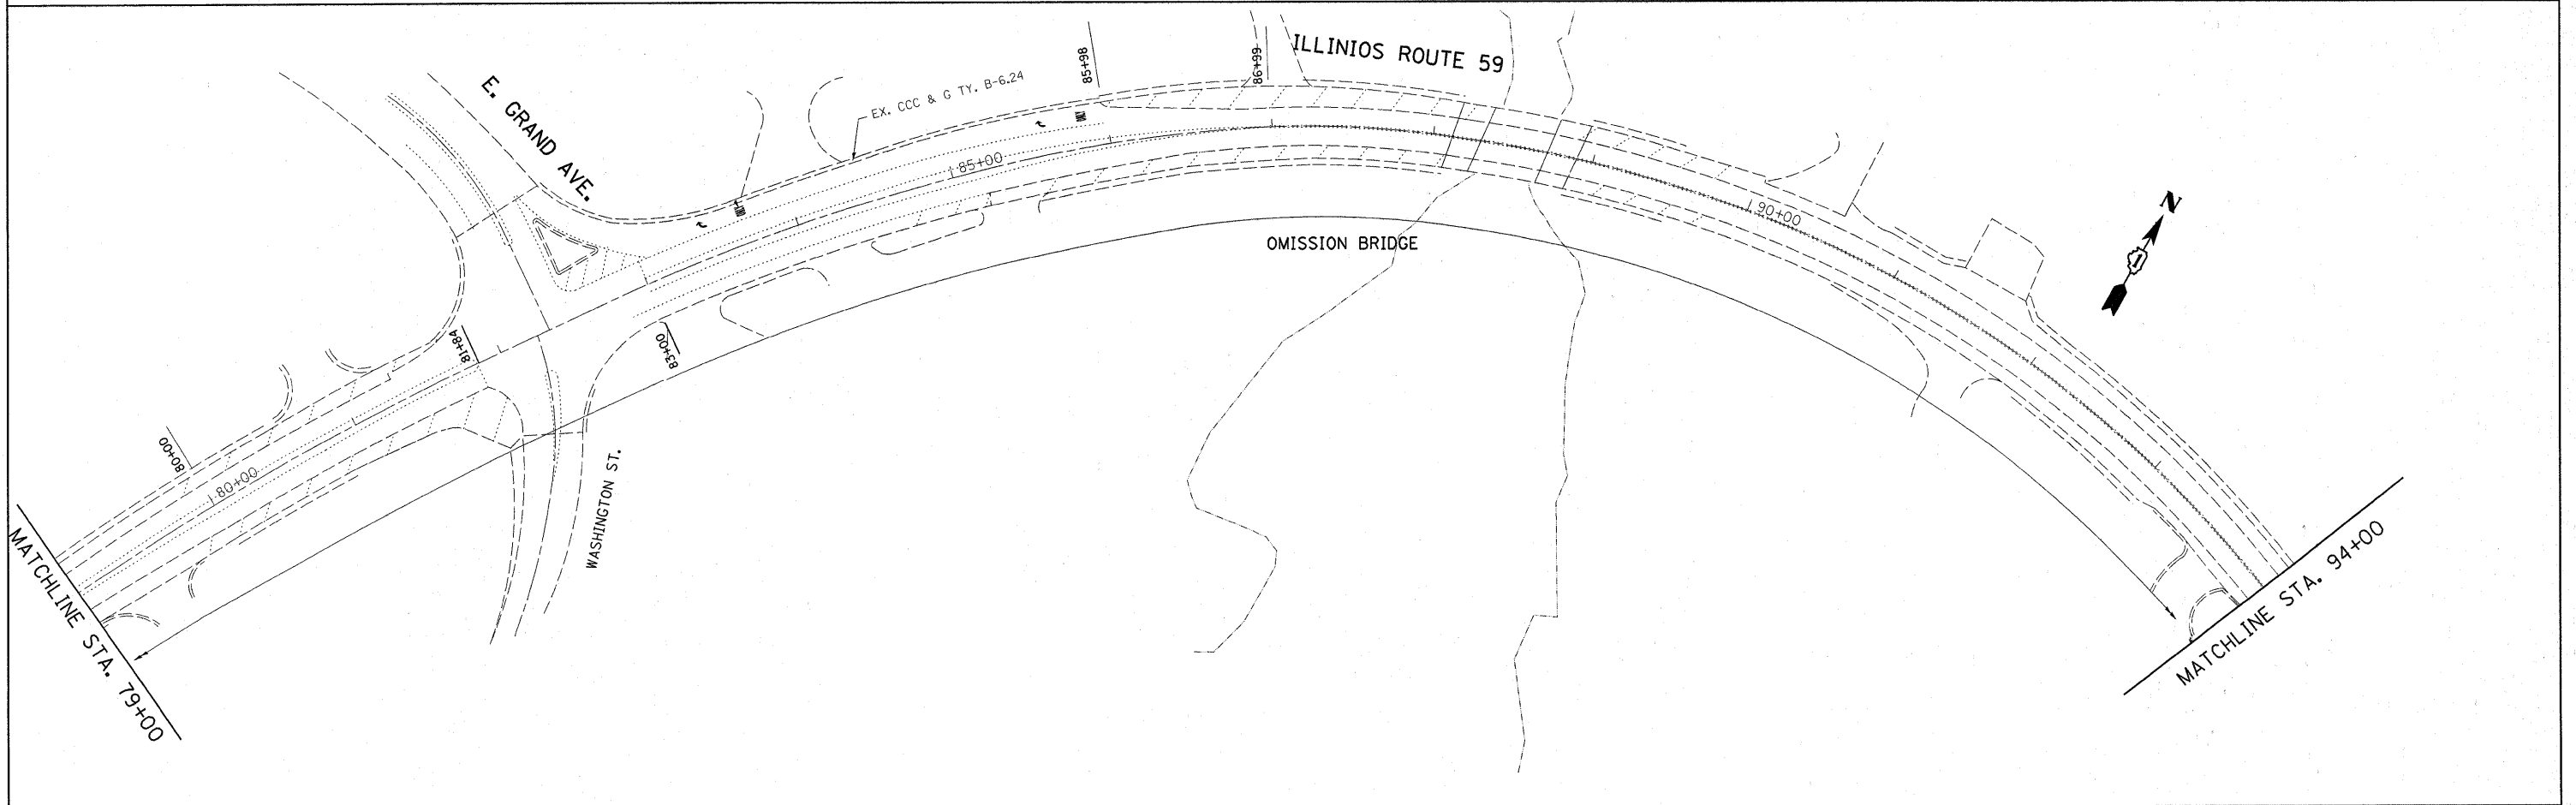 ILLINIOS ROUTE 59
E. GRAND AVE.
EX. CCC & G TY. B-6.24
85+98
86+99
85+00
90+00
N
OMISSION BRIDGE
81+84
83+00
80+00
80+00
WASHINGTON ST.
MATCHLINE STA. 79+00
MATCHLINE STA. 94+00